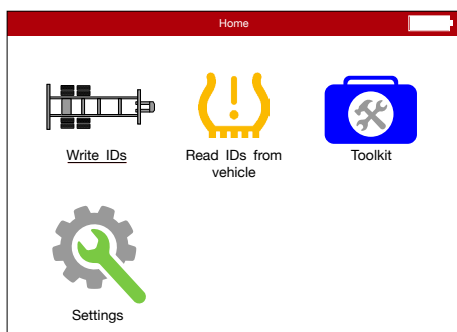 Home
Write IDs
Read IDs from
vehicle
Toolkit
Settings